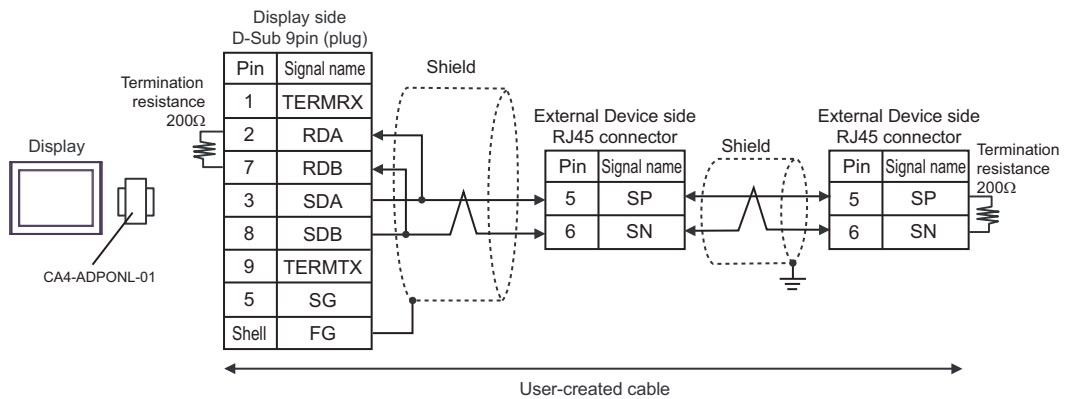 Display side
D-Sub 9pin (plug)
Pin Signal name
1 TERMRX
2 RDA
7 RDB
3 SDA
8 SDB
9 TERMTX
5 SG
Shell FG
Termination
resistance
200Ω
Display
CA4-ADPONL-01
Shield
External Device side
RJ45 connector
Pin Signal name
5 SP
6 SN
Shield
External Device side
RJ45 connector
Pin Signal name
5 SP
6 SN
Termination
resistance
200Ω
User-created cable